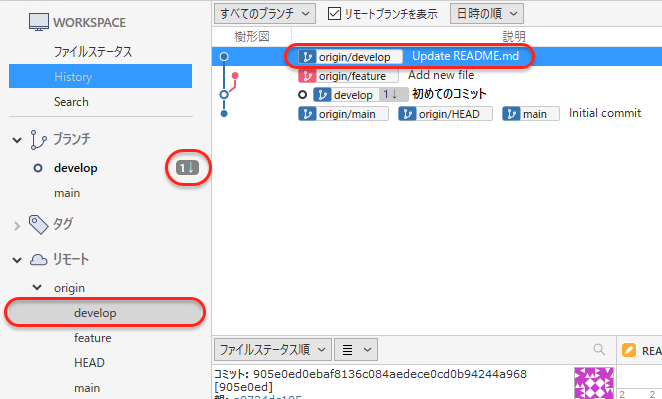 WORKSPACE
ファイルステータス
History
Search
ブランチ
develop 1↓
main
タグ
リモート
origin
develop
feature
HEAD
main
すべてのブランチ リモートブランチを表示 日時の順
樹形図 説明
origin/develop Update README.md
origin/feature Add new file
develop 1↓ 初めてのコミット
origin/main origin/HEAD main Initial commit
ファイルステータス順
REA
コミット: 905e0ed0ebaf8136c084aedece0cd0b94244a968
[905e0ed]
2 2